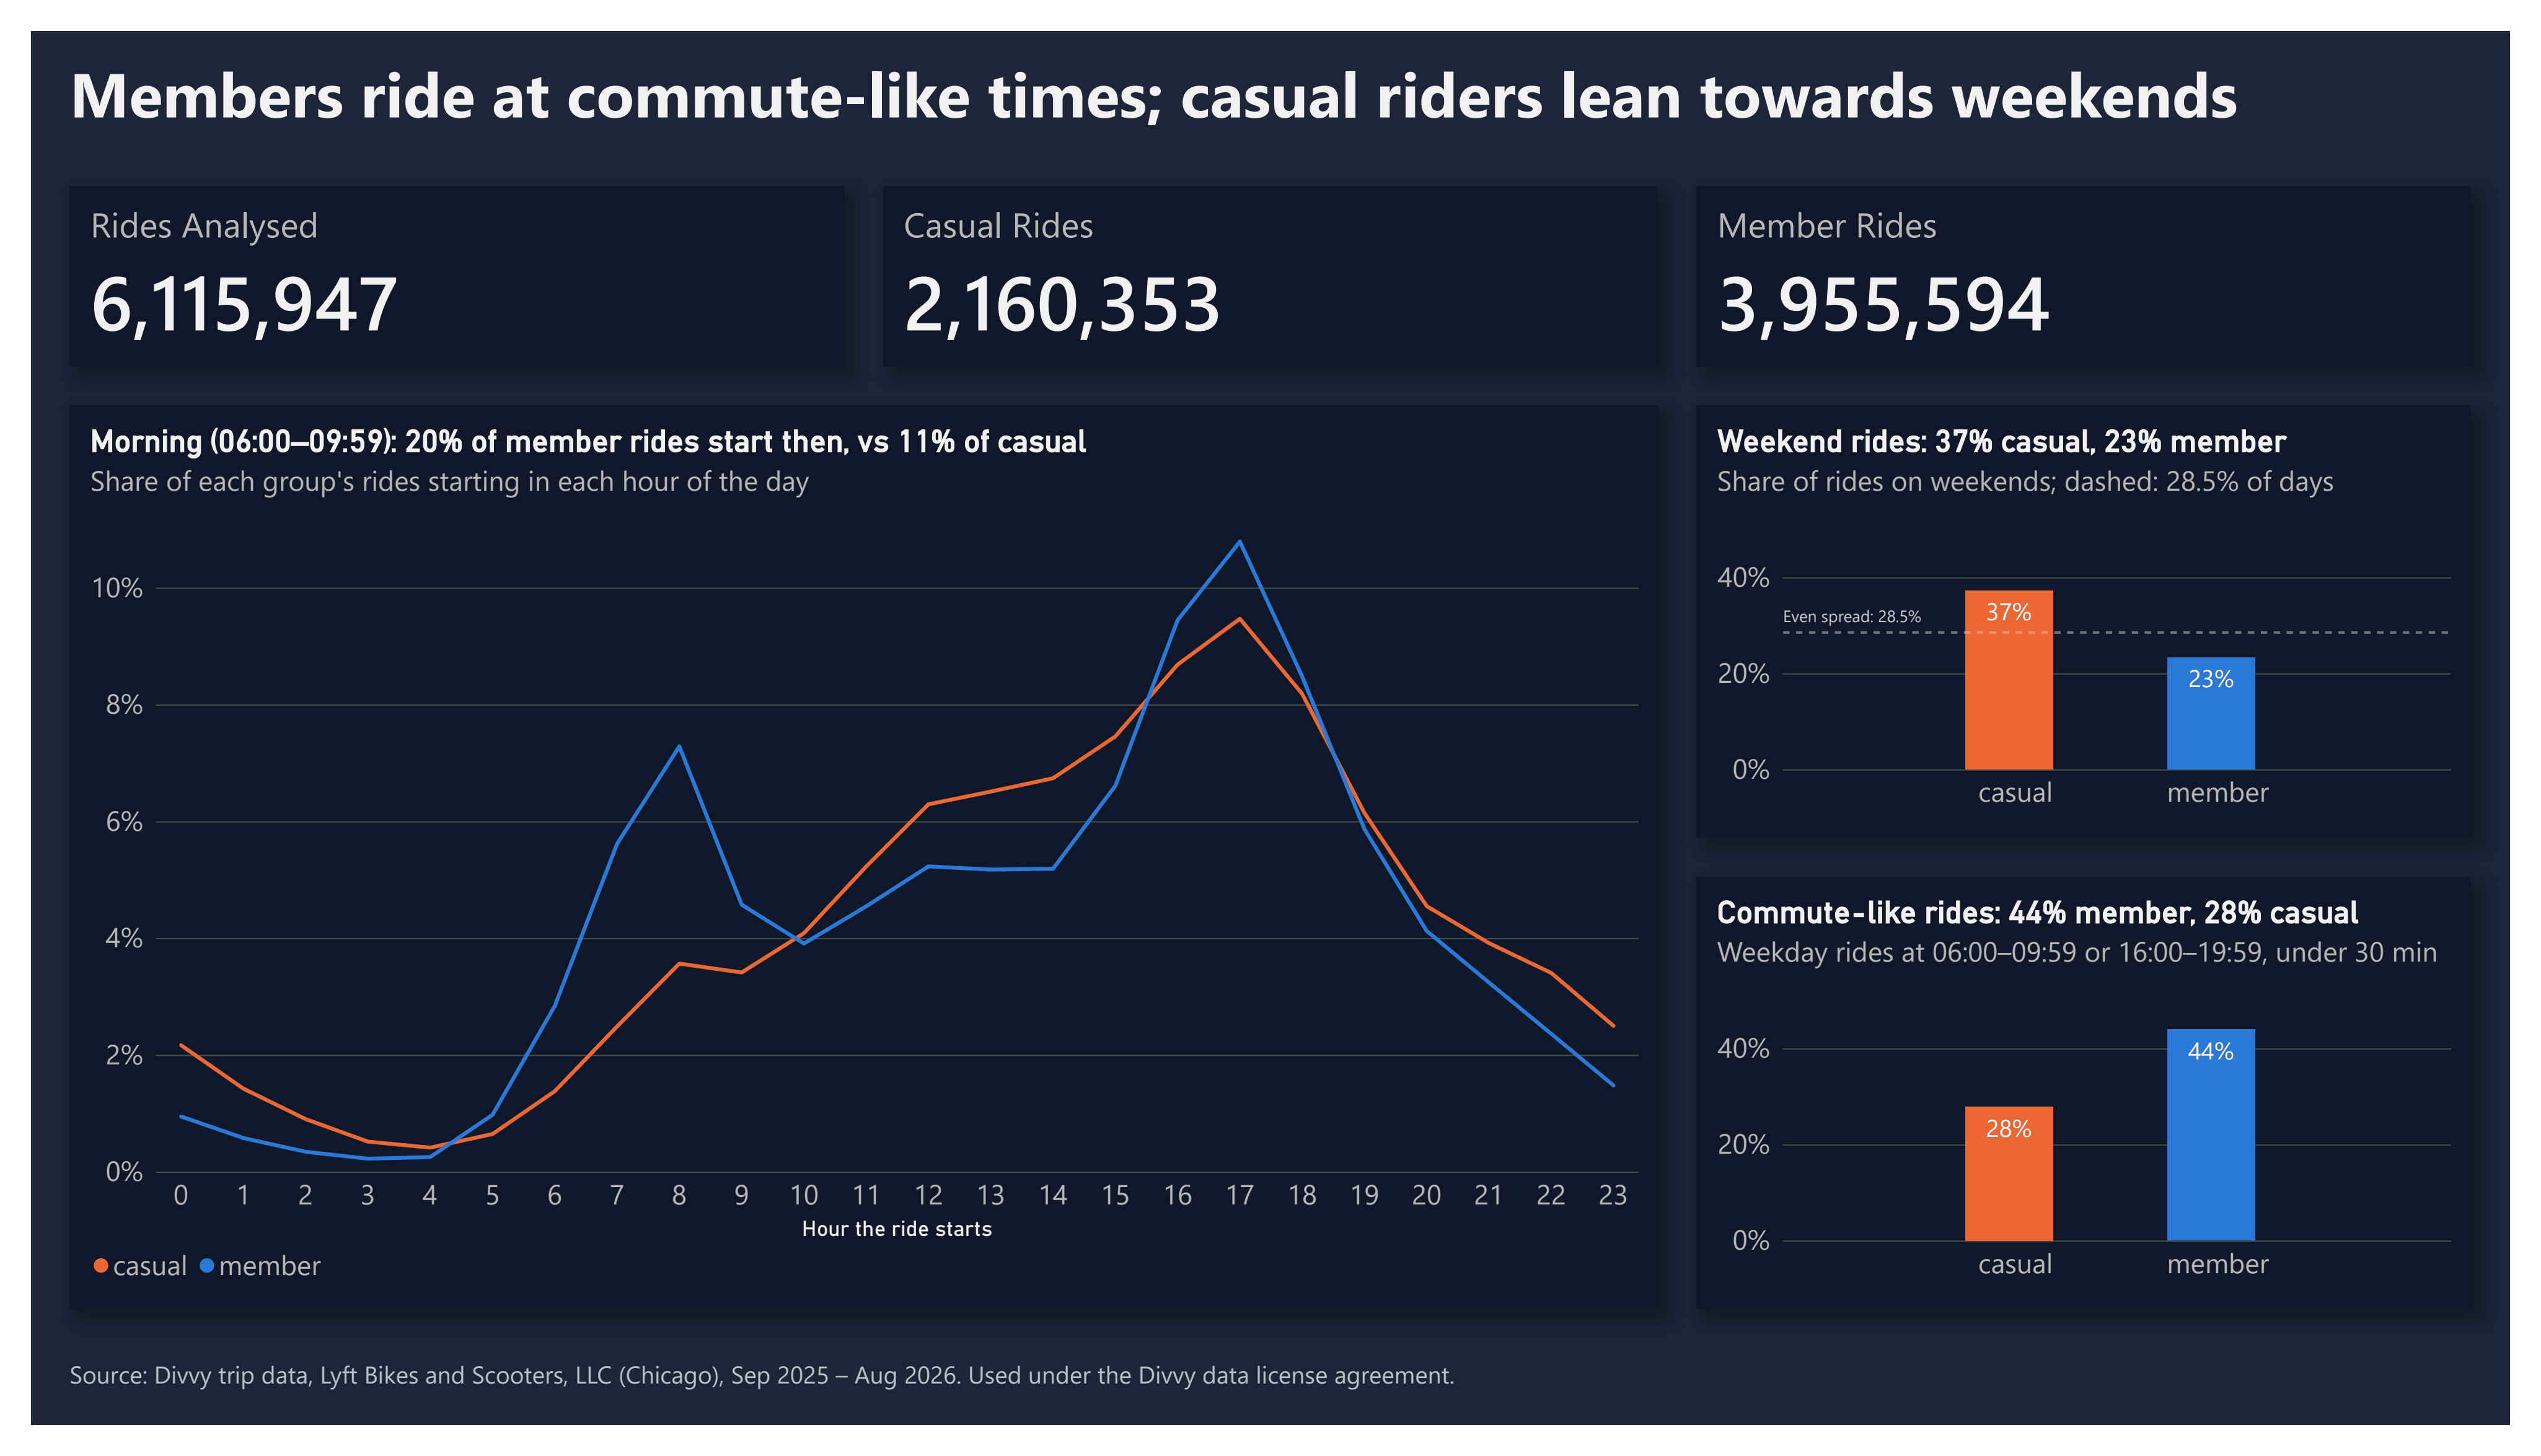 Members ride at commute-like times; casual riders lean towards weekends
Rides Analysed
6,115,947
Casual Rides
2,160,353
Member Rides
3,955,594
Morning (06:00–09:59): 20% of member rides start then, vs 11% of casual
Share of each group's rides starting in each hour of the day
10%
8%
6%
4%
2%
0%
0 1 2 3 4 5 6 7 8 9 10 11 12 13 14 15 16 17 18 19 20 21 22 23
Hour the ride starts
casual member
Weekend rides: 37% casual, 23% member
Share of rides on weekends; dashed: 28.5% of days
40%
Even spread: 28.5%
37%
20%
23%
0%
casual member
Commute-like rides: 44% member, 28% casual
Weekday rides at 06:00–09:59 or 16:00–19:59, under 30 min
40%
44%
28%
20%
0%
casual member
Source: Divvy trip data, Lyft Bikes and Scooters, LLC (Chicago), Sep 2025 – Aug 2026. Used under the Divvy data license agreement.